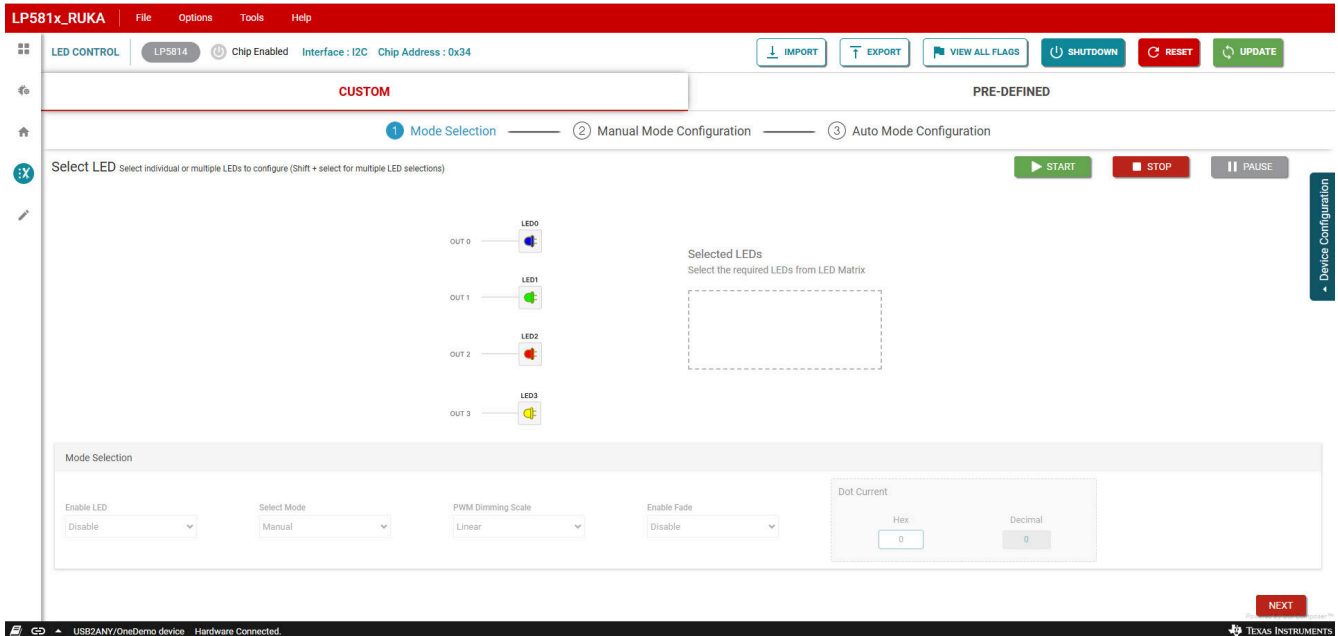 LP581x_RUKA File Options Tools Help
LED CONTROL LP5814 Chip Enabled Interface : I2C Chip Address : 0x34 IMPORT EXPORT VIEW ALL FLAGS SHUTDOWN RESET UPDATE
CUSTOM PRE-DEFINED
1 Mode Selection 2 Manual Mode Configuration 3 Auto Mode Configuration
Select LED Select individual or multiple LEDs to configure (Shift + select for multiple LED selections) START STOP PAUSE
Device Configuration
LED0
OUT 0
Selected LEDs
Select the required LEDs from LED Matrix
LED1
OUT 1
LED2
OUT 2
LED3
OUT 3
Mode Selection
Dot Current
Enable LED Select Mode PWM Dimming Scale Enable Fade
Hex Decimal
Disable Manual Linear Disable
0 0
NEXT
USB2ANY/OneDemo device Hardware Connected. TEXAS INSTRUMENTS